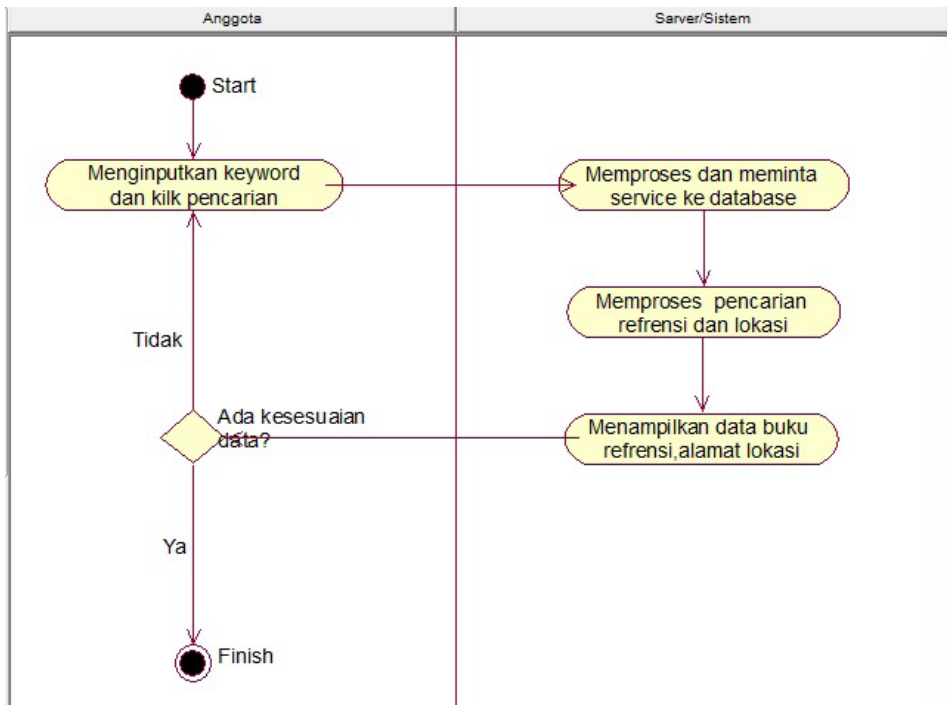 Anggota
Sarver/Sistem
Start
Menginputkan keyword
dan kilk pencarian
Memproses dan meminta
service ke database
Memproses pencarian
refrensi dan lokasi
Tidak
Ada kesesuaian
data?
Menampilkan data buku
refrensi,alamat lokasi
Ya
Finish